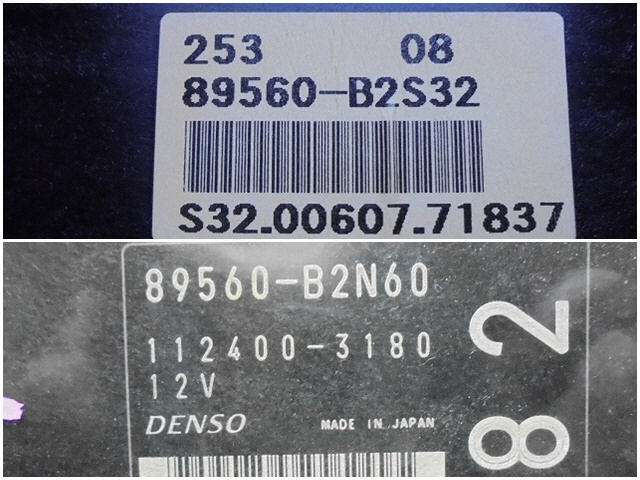 253 08
89560-B2S32
S32.00607.71837
89560-B2N60
112400-3180
12V
DENSO MADE IN JAPAN
82